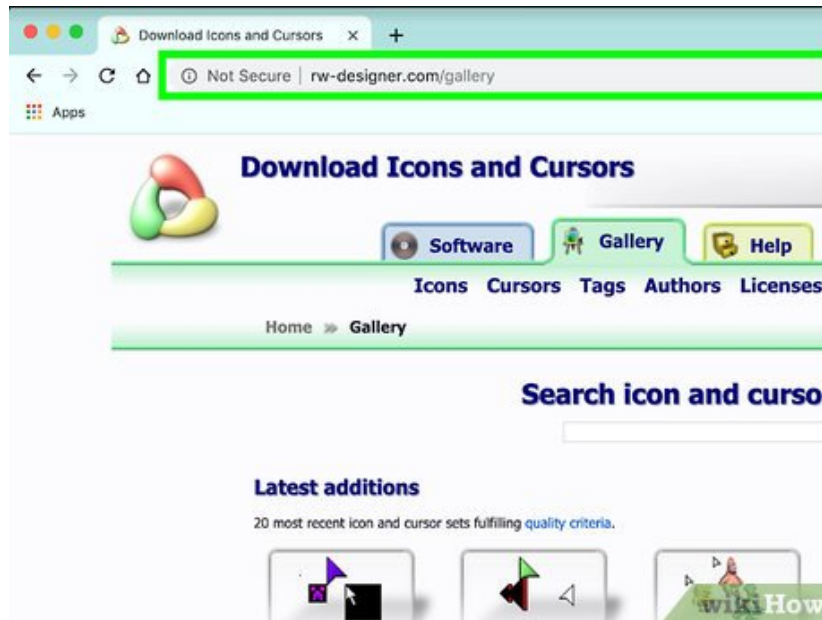 Download Icons and Cursors
Not Secure | rw-designer.com/gallery
Apps
Download Icons and Cursors
Software Gallery Help
Icons Cursors Tags Authors Licenses
Home » Gallery
Search icon and curso
Latest additions
20 most recent icon and cursor sets fulfilling quality criteria.
wikiHow